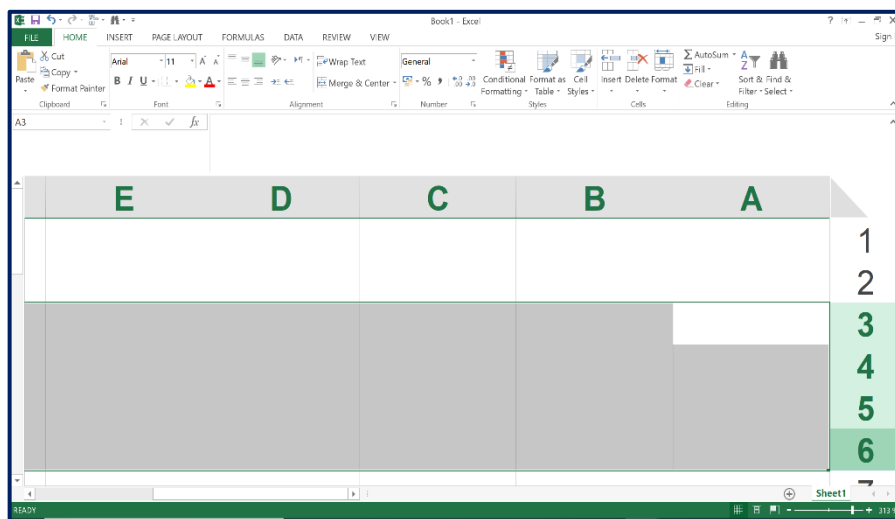 Book1 - Excel
FILE HOME INSERT PAGE LAYOUT FORMULAS DATA REVIEW VIEW
Sign
Paste
Cut
Copy
Format Painter
Clipboard
Arial 11
B I U
Font
Wrap Text
Merge & Center
Alignment
General
Number
Conditional Formatting
Format as Table
Cell Styles
Styles
Insert Delete Format
Cells
AutoSum
Fill
Clear
Sort & Filter
Find & Select
Editing
A3
fx
E D C B A
1
2
3
4
5
6
Sheet1
READY
313